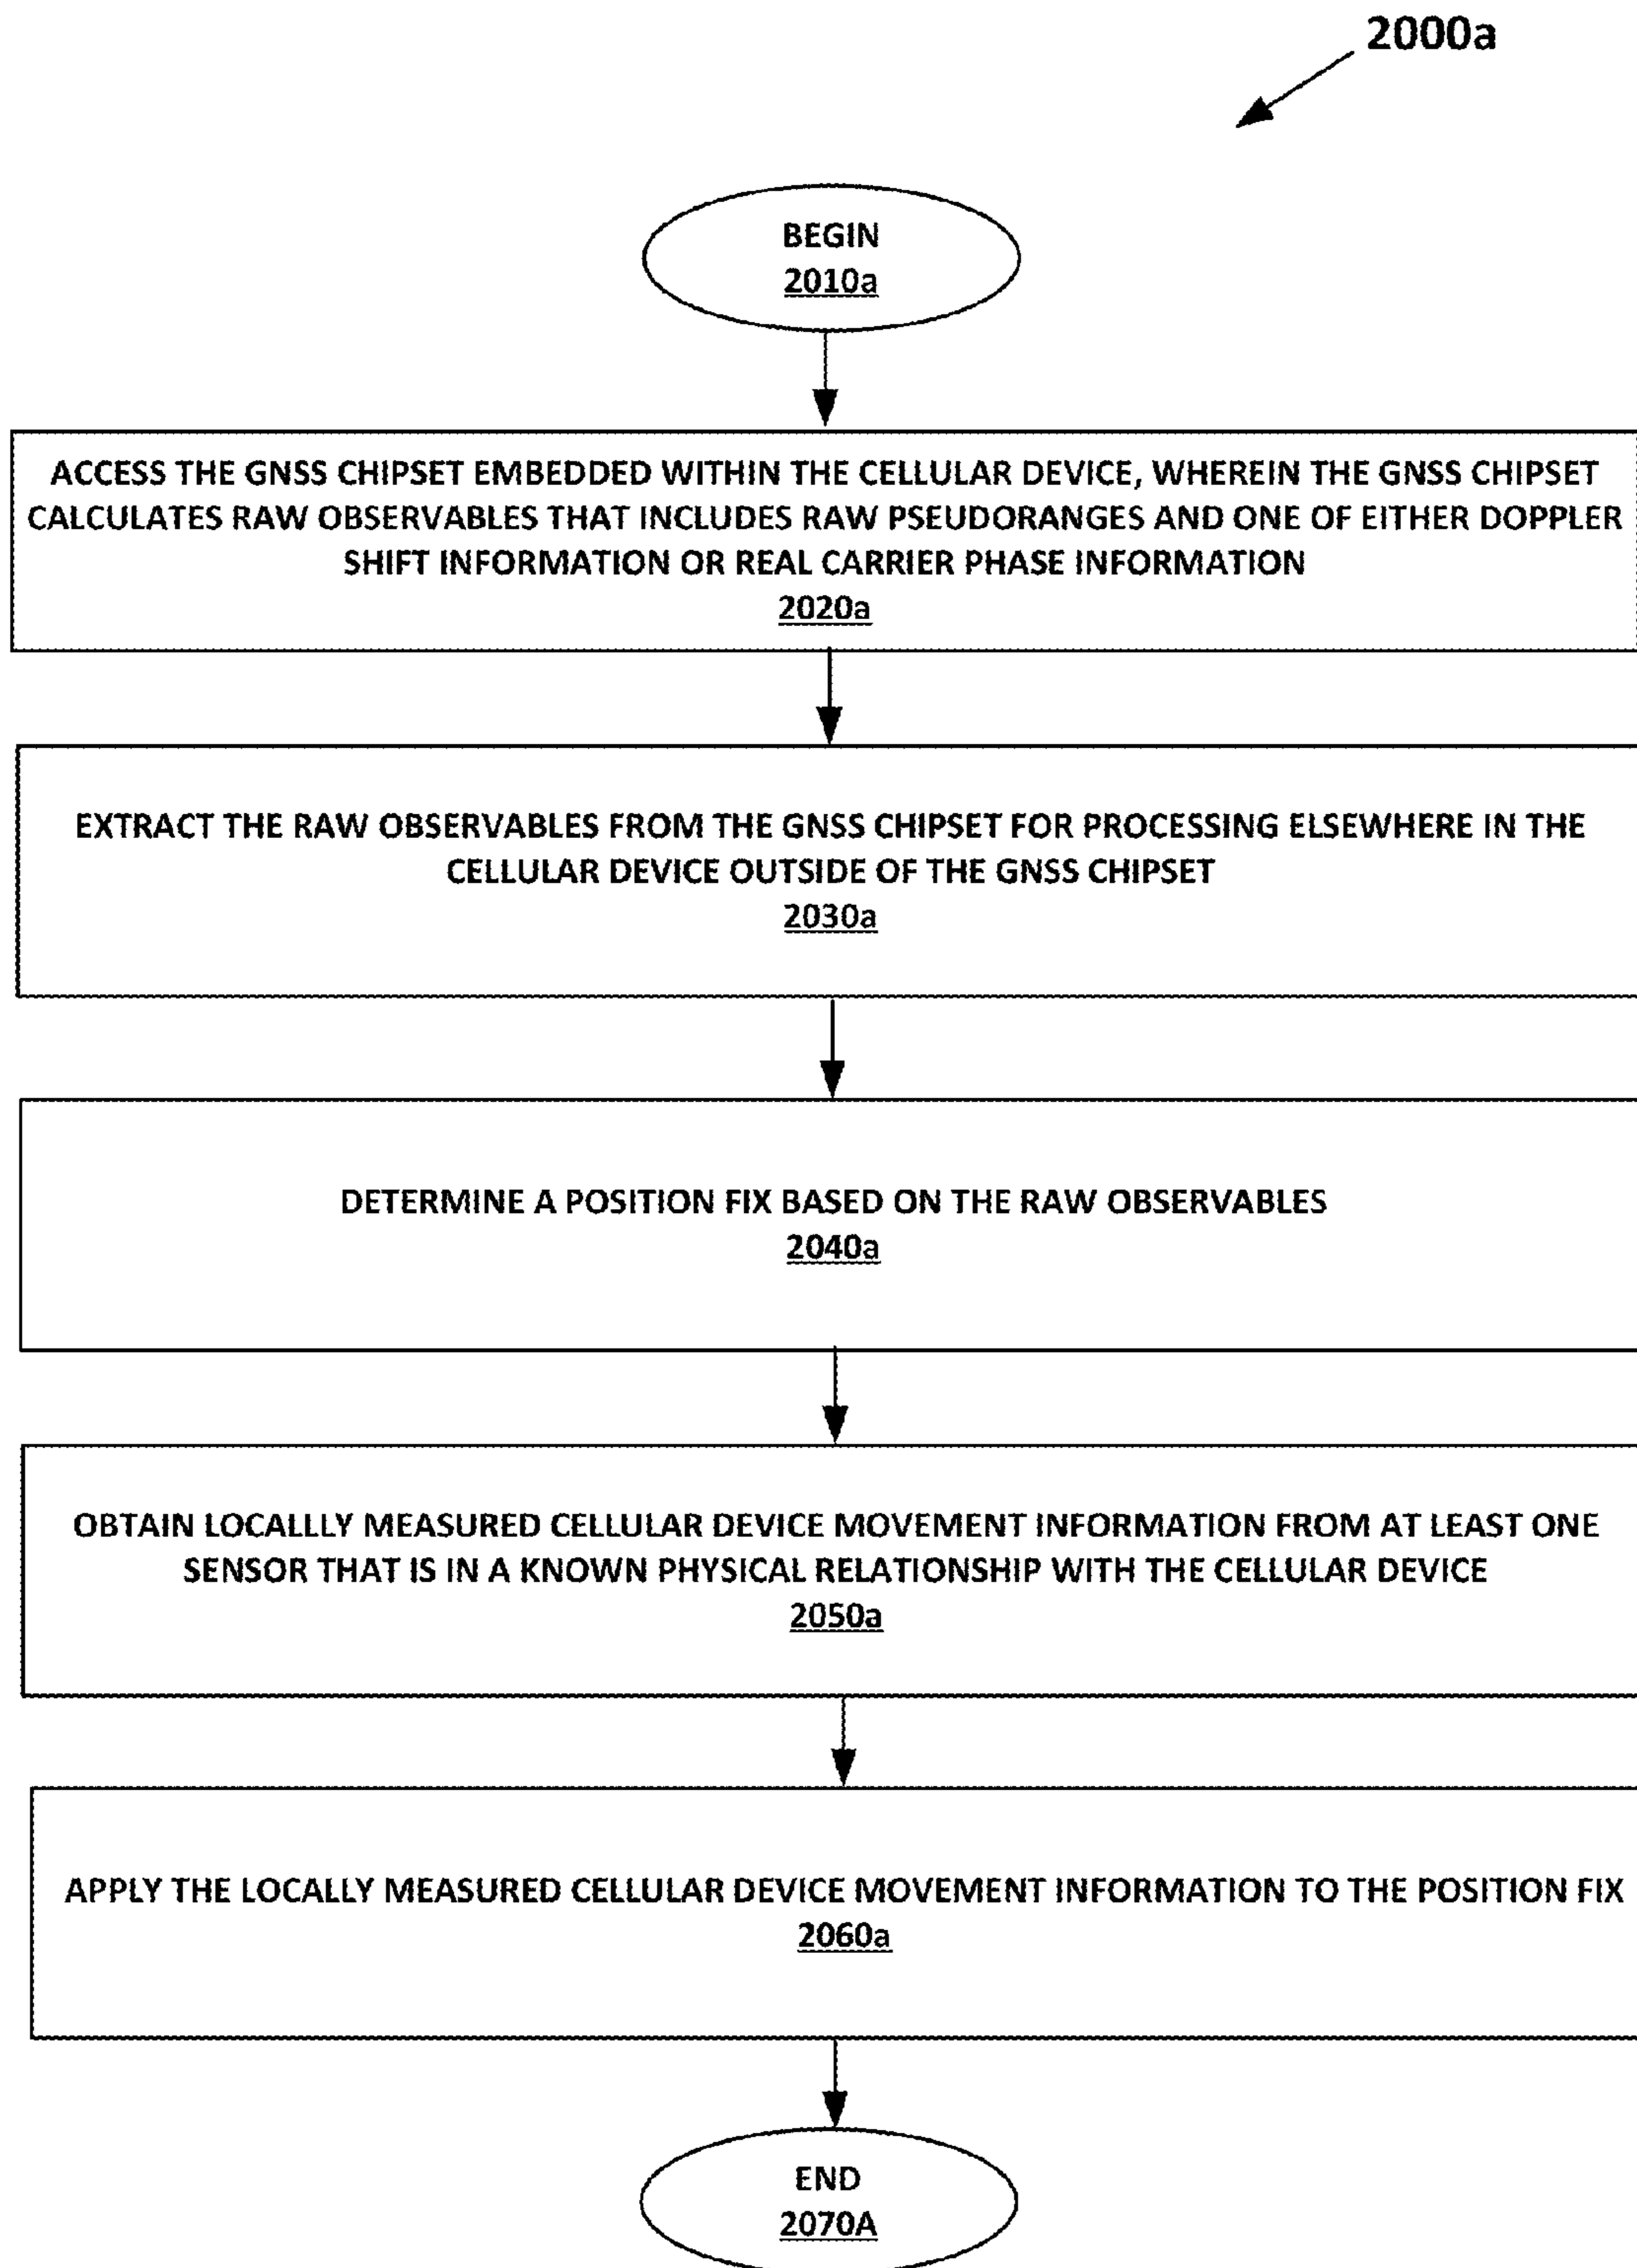 2000a
BEGIN
2010a
ACCESS THE GNSS CHIPSET EMBEDDED WITHIN THE CELLULAR DEVICE, WHEREIN THE GNSS CHIPSET
CALCULATES RAW OBSERVABLES THAT INCLUDES RAW PSEUDORANGES AND ONE OF EITHER DOPPLER
SHIFT INFORMATION OR REAL CARRIER PHASE INFORMATION
2020a
EXTRACT THE RAW OBSERVABLES FROM THE GNSS CHIPSET FOR PROCESSING ELSEWHERE IN THE
CELLULAR DEVICE OUTSIDE OF THE GNSS CHIPSET
2030a
DETERMINE A POSITION FIX BASED ON THE RAW OBSERVABLES
2040a
OBTAIN LOCALLLY MEASURED CELLULAR DEVICE MOVEMENT INFORMATION FROM AT LEAST ONE
SENSOR THAT IS IN A KNOWN PHYSICAL RELATIONSHIP WITH THE CELLULAR DEVICE
2050a
APPLY THE LOCALLY MEASURED CELLULAR DEVICE MOVEMENT INFORMATION TO THE POSITION FIX
2060a
END
2070A